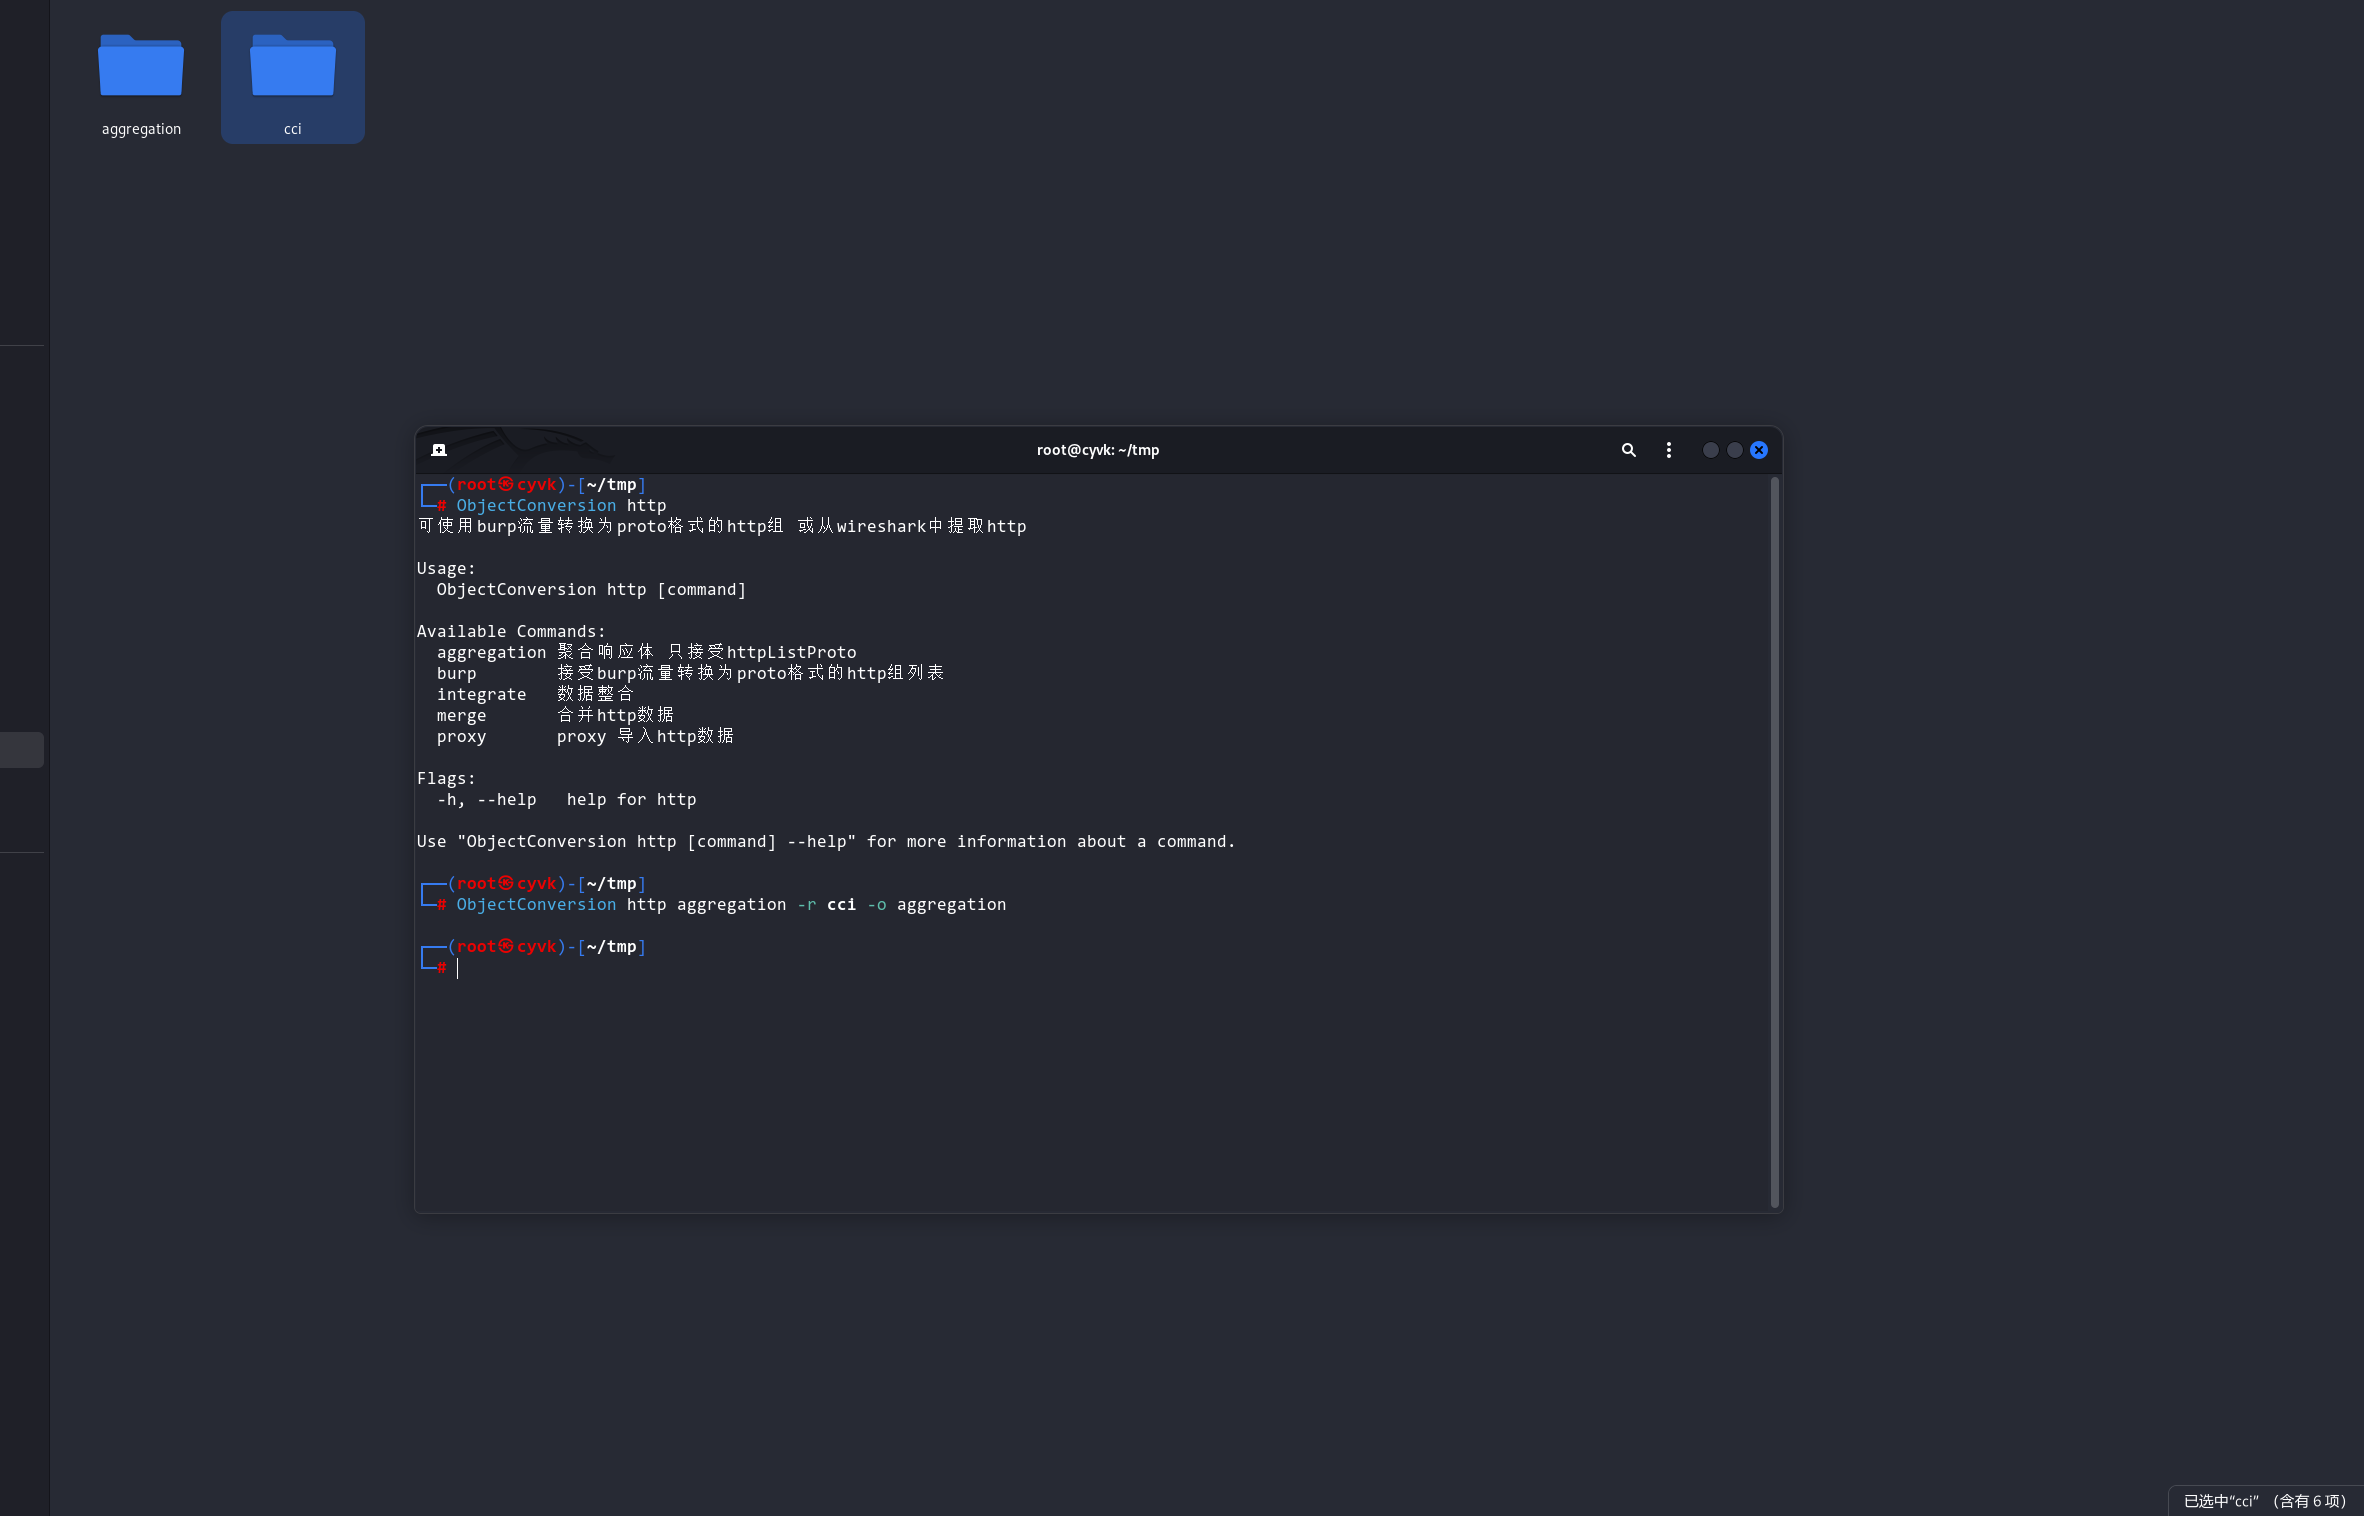 aggregation
cci
root@cyvk: ~/tmp
┌──(root㉿cyvk)-[~/tmp]
└─# ObjectConversion http
可使用burp流量转换为proto格式的http组 或从wireshark中提取http
Usage:
ObjectConversion http [command]
Available Commands:
aggregation 聚合响应体 只接受httpListProto
burp 接受burp流量转换为proto格式的http组列表
integrate 数据整合
merge 合并http数据
proxy proxy 导入http数据
Flags:
-h, --help help for http
Use "ObjectConversion http [command] --help" for more information about a command.
┌──(root㉿cyvk)-[~/tmp]
└─# ObjectConversion http aggregation -r cci -o aggregation
┌──(root㉿cyvk)-[~/tmp]
└─#
已选中“cci” (含有 6 项)